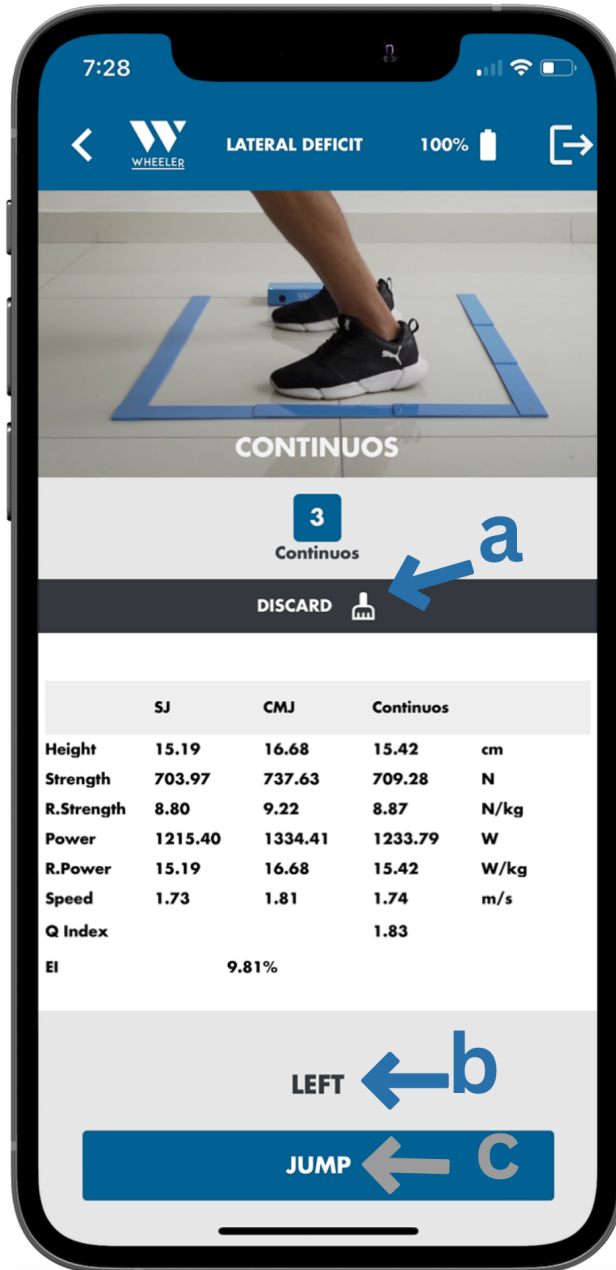 7:28
WHEELER
LATERAL DEFICIT 100%
CONTINUOS
3
Continuos
a
DISCARD
SJ CMJ Continuos
Height 15.19 16.68 15.42 cm
Strength 703.97 737.63 709.28 N
R.Strength 8.80 9.22 8.87 N/kg
Power 1215.40 1334.41 1233.79 W
R.Power 15.19 16.68 15.42 W/kg
Speed 1.73 1.81 1.74 m/s
Q Index 1.83
EI 9.81%
LEFT b
JUMP C